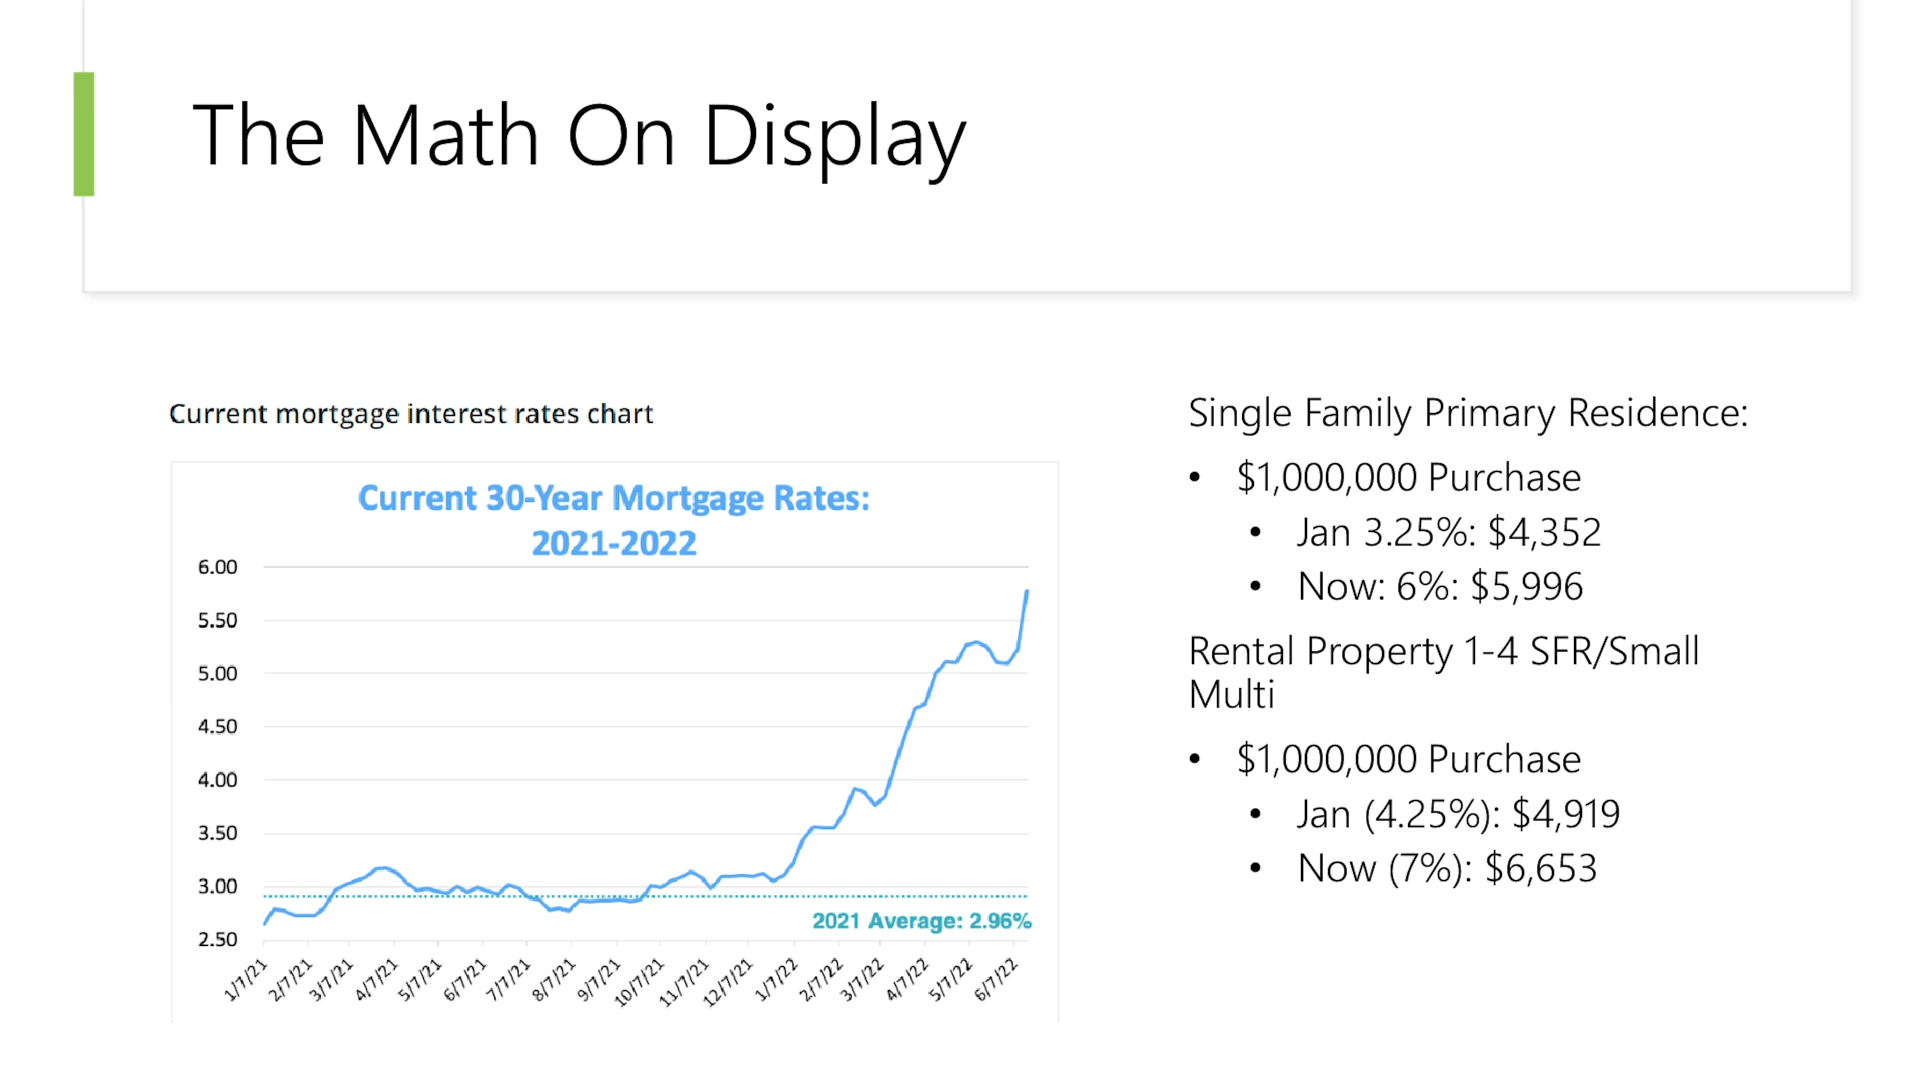 The Math On Display
Current mortgage interest rates chart
Current 30-Year Mortgage Rates:
2021-2022
6.00
5.50
5.00
4.50
4.00
3.50
3.00
2.50
2021 Average: 2.96%
1/7/21
2/7/21
3/7/21
4/7/21
5/7/21
6/7/21
7/7/21
8/7/21
9/7/21
10/7/21
11/7/21
12/7/21
1/7/22
2/7/22
3/7/22
4/7/22
5/7/22
6/7/22
Single Family Primary Residence:
• $1,000,000 Purchase
• Jan 3.25%: $4,352
• Now: 6%: $5,996
Rental Property 1-4 SFR/Small
Multi
• $1,000,000 Purchase
• Jan (4.25%): $4,919
• Now (7%): $6,653